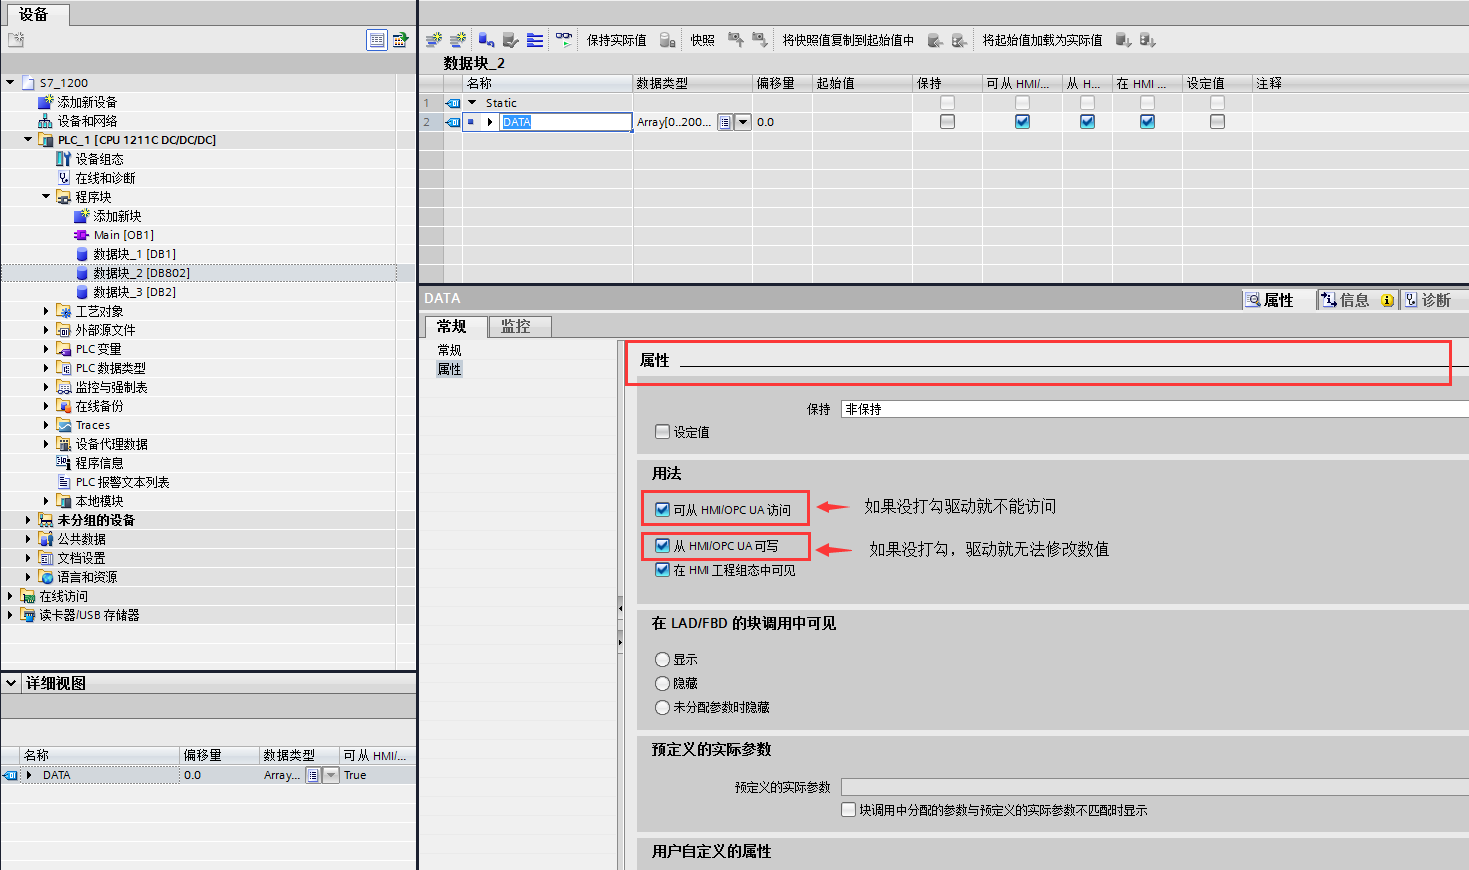 设备
S7_1200
添加新设备
设备和网络
PLC_1 [CPU 1211C DC/DC/DC]
设备组态
在线和诊断
程序块
添加新块
Main [OB1]
数据块_1 [DB1]
数据块_2 [DB802]
数据块_3 [DB2]
工艺对象
外部源文件
PLC 变量
PLC 数据类型
监控与强制表
在线备份
Traces
设备代理数据
程序信息
PLC 报警文本列表
本地模块
未分组的设备
公共数据
文档设置
语言和资源
在线访问
读卡器/USB 存储器
详细视图
名称 偏移量 数据类型 可从 HMI/...
DATA 0.0 Array... True
保持实际值 快照 将快照值复制到起始值中 将起始值加载为实际值
数据块_2
名称 数据类型 偏移量 起始值 保持 可从 HMI/... 从 H... 在 HMI ... 设定值 注释
1 Static
2 DATA Array[0..200... 0.0
DATA 属性 信息 诊断
常规 监控
常规
属性
属性
保持 非保持
设定值
用法
可从 HMI/OPC UA 访问 如果没打勾驱动就不能访问
从 HMI/OPC UA 可写 如果没打勾，驱动就无法修改数值
在 HMI 工程组态中可见
在 LAD/FBD 的块调用中可见
显示
隐藏
未分配参数时隐藏
预定义的实际参数
预定义的实际参数
块调用中分配的参数与预定义的实际参数不匹配时显示
用户自定义的属性